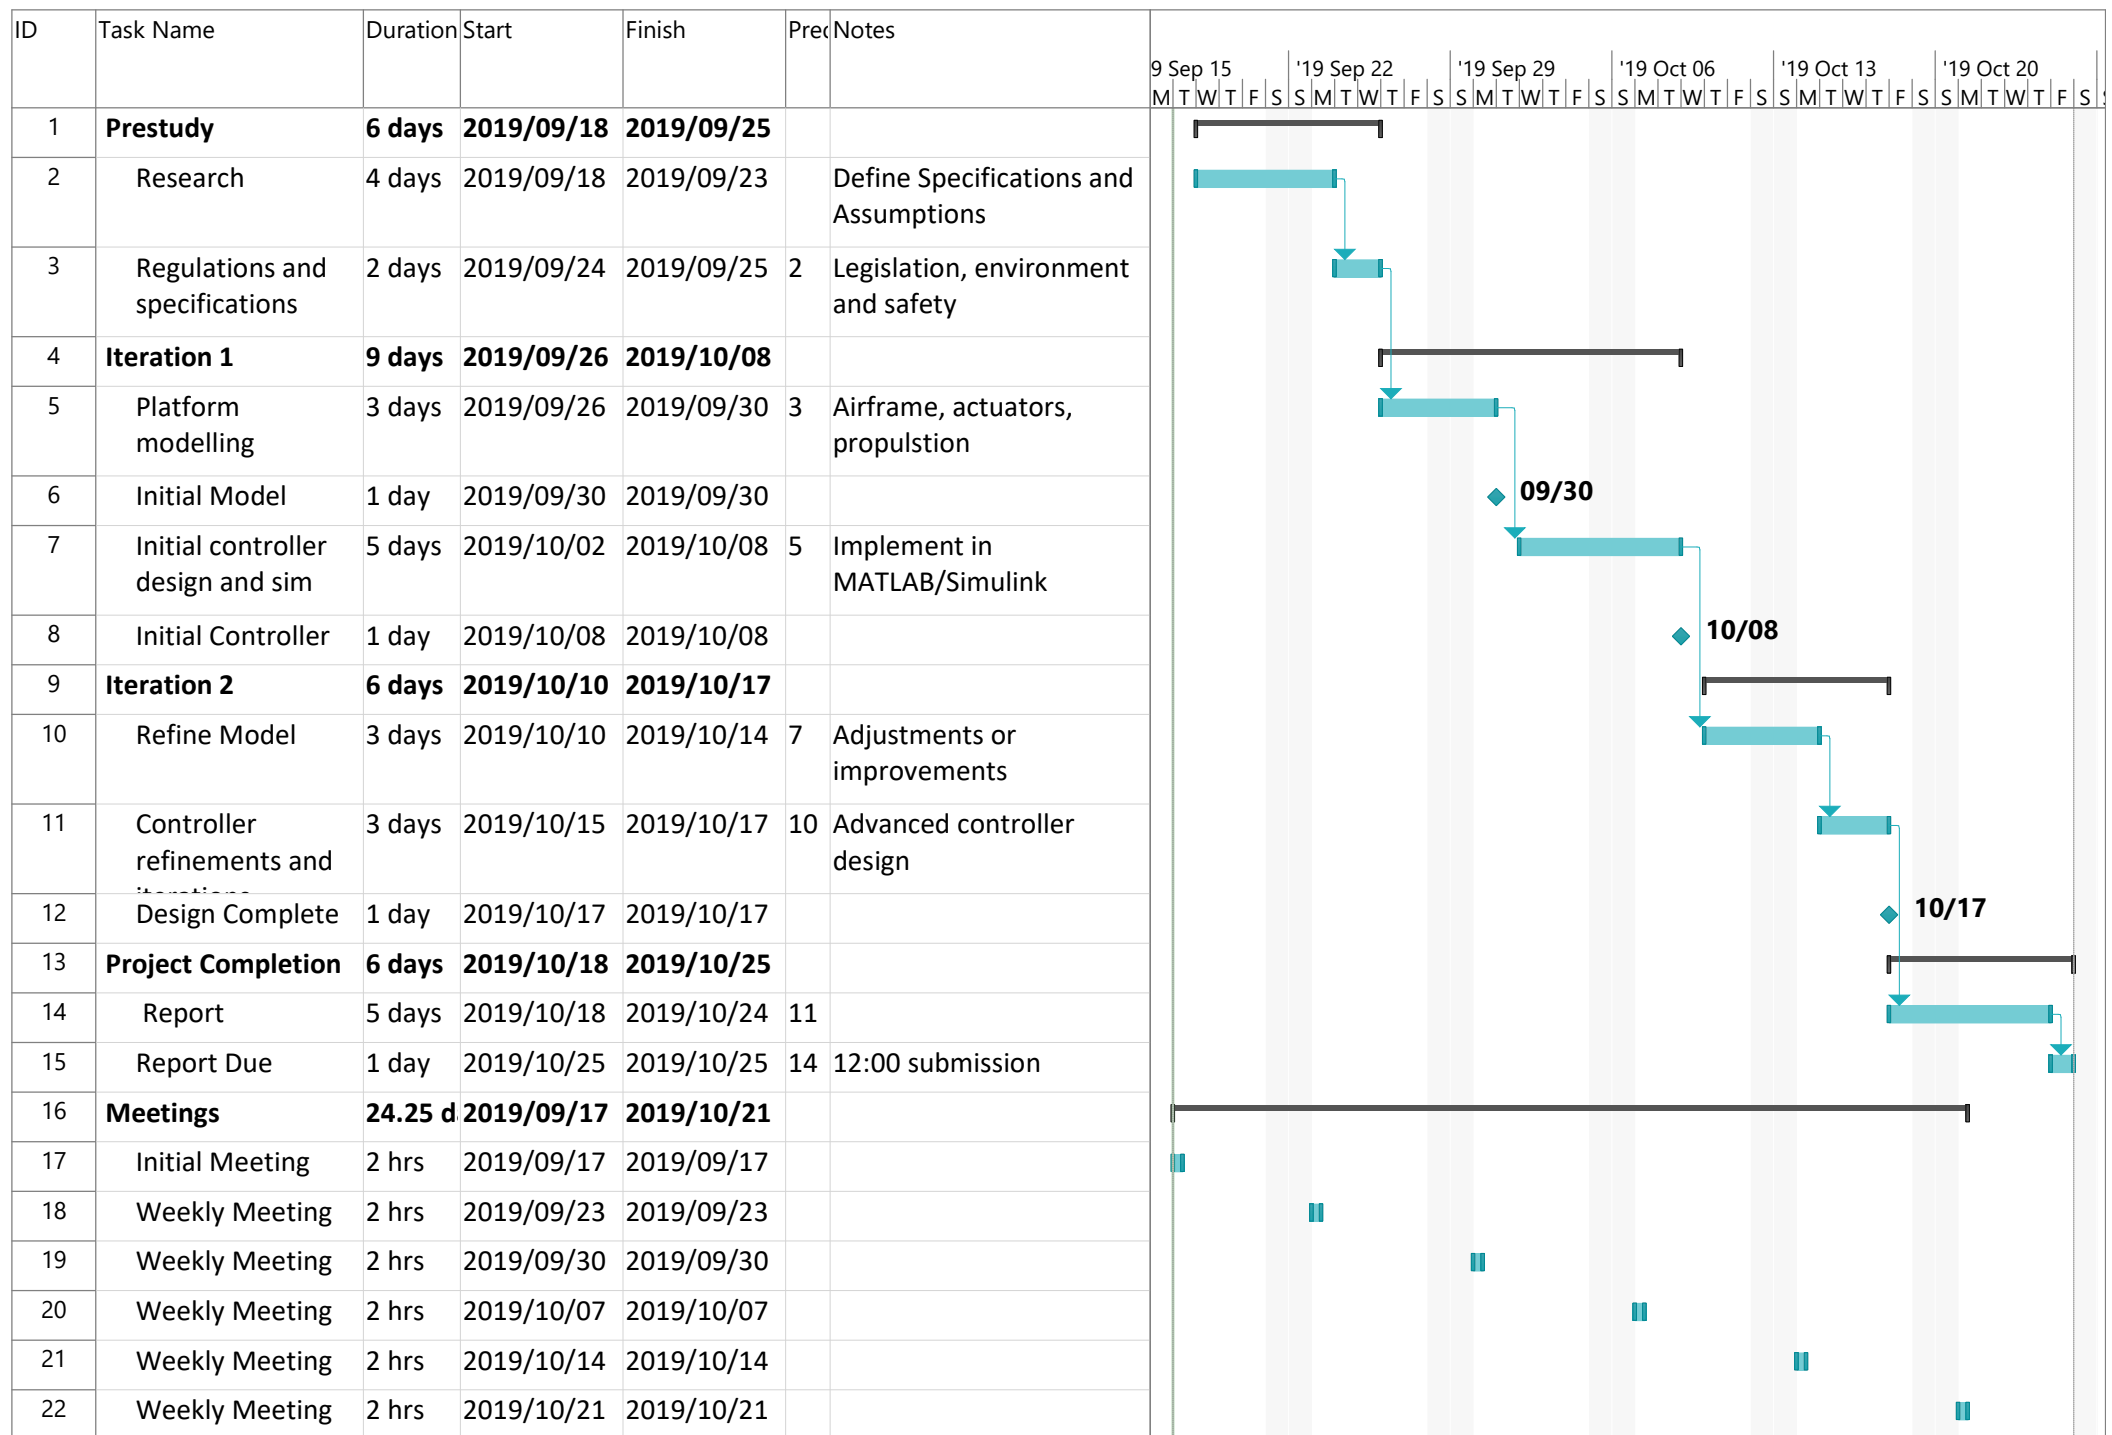 ID Task Name Duration Start Finish Notes
9 Sep 15 '19 Sep 22 '19 Sep 29 '19 Oct 06 '19 Oct 13 '19 Oct 20
M T W T F S S M T W T F S S M T W T F S S M T W T F S S M T W T F S S M T W T F S
1 Prestudy 6 days 2019/09/18 2019/09/25
2 Research 4 days 2019/09/18 2019/09/23 Define Specifications and
Assumptions
3 Regulations and 2 days 2019/09/24 2019/09/25 2 Legislation, environment
specifications and safety
4 Iteration 1 9 days 2019/09/26 2019/10/08
5 Platform 3 days 2019/09/26 2019/09/30 3 Airframe, actuators,
modelling propulstion
6 Initial Model 1 day 2019/09/30 2019/09/30 09/30
7 Initial controller 5 days 2019/10/02 2019/10/08 5 Implement in
design and sim MATLAB/Simulink
8 Initial Controller 1 day 2019/10/08 2019/10/08 10/08
9 Iteration 2 6 days 2019/10/10 2019/10/17
10 Refine Model 3 days 2019/10/10 2019/10/14 7 Adjustments or
improvements
11 Controller 3 days 2019/10/15 2019/10/17 10 Advanced controller
refinements and design
12 Design Complete 1 day 2019/10/17 2019/10/17 10/17
13 Project Completion 6 days 2019/10/18 2019/10/25
14 Report 5 days 2019/10/18 2019/10/24 11
15 Report Due 1 day 2019/10/25 2019/10/25 14 12:00 submission
16 Meetings 24.25 d 2019/09/17 2019/10/21
17 Initial Meeting 2 hrs 2019/09/17 2019/09/17
18 Weekly Meeting 2 hrs 2019/09/23 2019/09/23
19 Weekly Meeting 2 hrs 2019/09/30 2019/09/30
20 Weekly Meeting 2 hrs 2019/10/07 2019/10/07
21 Weekly Meeting 2 hrs 2019/10/14 2019/10/14
22 Weekly Meeting 2 hrs 2019/10/21 2019/10/21